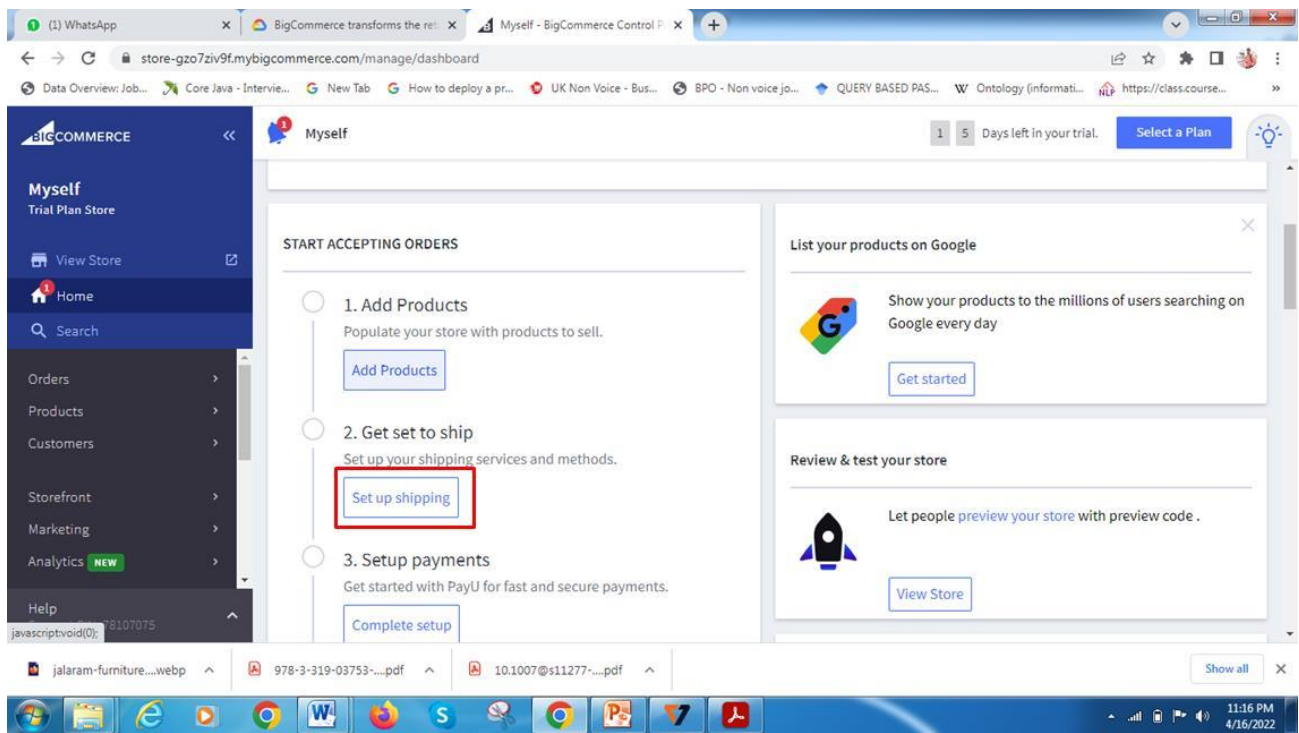 (1) WhatsApp
BigCommerce transforms the ret
Myself - BigCommerce Control P
store-gzo7ziv9f.mybigcommerce.com/manage/dashboard
Data Overview: Job... Core Java - Intervie... New Tab How to deploy a pr... UK Non Voice - Bus... BPO - Non voice jo... QUERY BASED PAS... W Ontology (informati... NLP https://class.course... »
BIGCOMMERCE «
1 Myself
1 5 Days left in your trial. Select a Plan
Myself
Trial Plan Store
View Store
1 Home
Search
Orders
Products
Customers
Storefront
Marketing
Analytics NEW
Help
78107075
javascript:void(0);
START ACCEPTING ORDERS
1. Add Products
Populate your store with products to sell.
Add Products
2. Get set to ship
Set up your shipping services and methods.
Set up shipping
3. Setup payments
Get started with PayU for fast and secure payments.
Complete setup
List your products on Google
Show your products to the millions of users searching on
Google every day
Get started
Review & test your store
Let people preview your store with preview code .
View Store
jalaram-furniture....webp
978-3-319-03753-....pdf
10.1007@s11277-....pdf
Show all
11:16 PM
4/16/2022